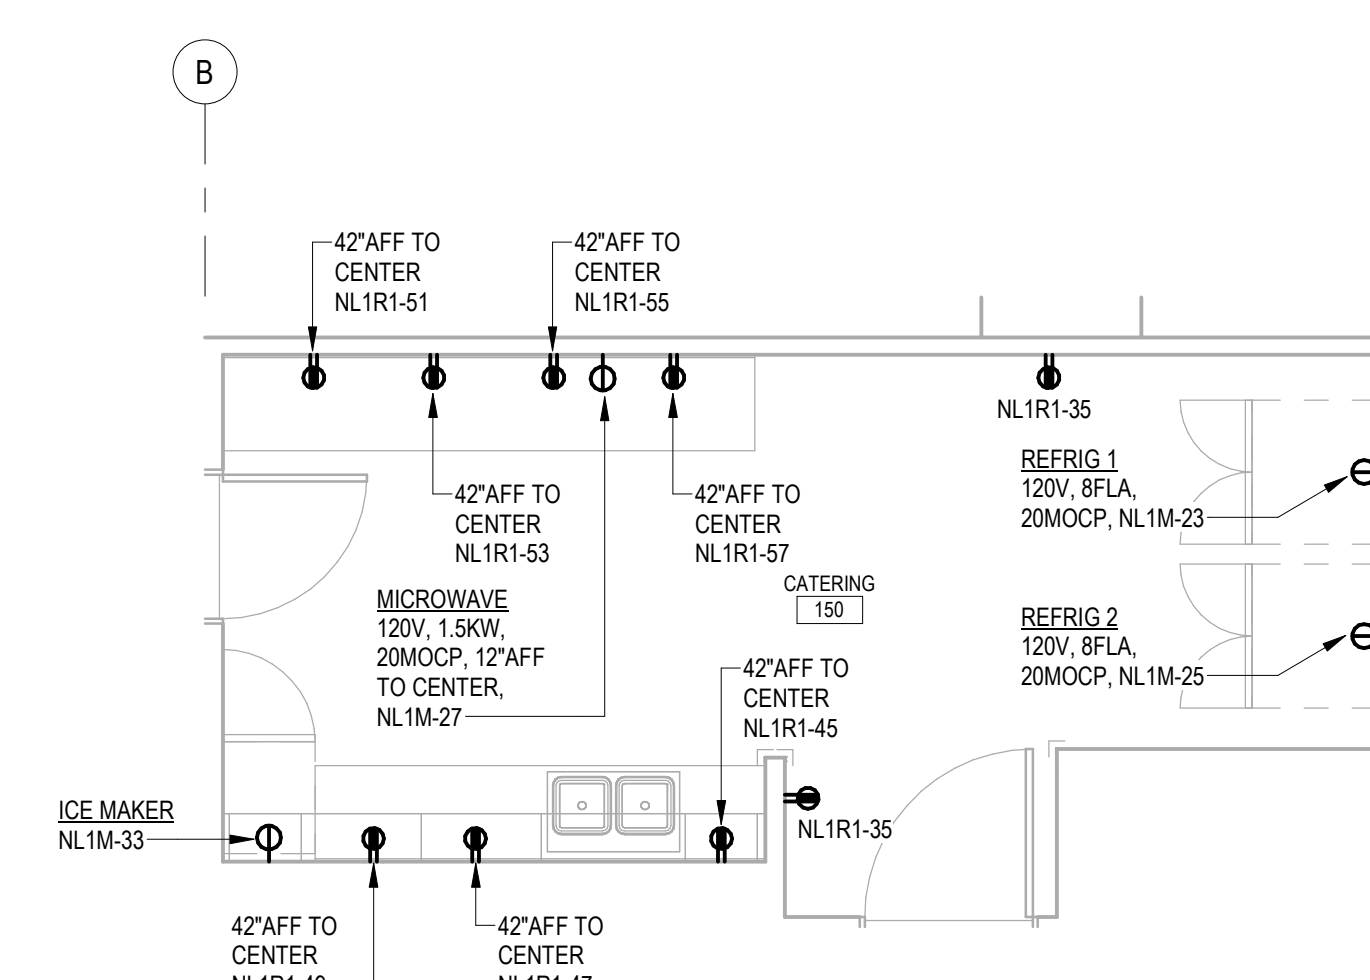 B
42"AFF TO
CENTER
NL1R1-51
42"AFF TO
CENTER
NL1R1-55
NL1R1-35
42"AFF TO
CENTER
NL1R1-53
42"AFF TO
CENTER
NL1R1-57
REFRIG 1
120V, 8FLA,
20MOCP, NL1M-23
MICROWAVE
120V, 1.5KW,
20MOCP, 12"AFF
TO CENTER,
NL1M-27
CATERING
150
REFRIG 2
120V, 8FLA,
20MOCP, NL1M-25
42"AFF TO
CENTER
NL1R1-45
ICE MAKER
NL1M-33
NL1R1-35
42"AFF TO
CENTER
42"AFF TO
CENTER
NL1R1-47